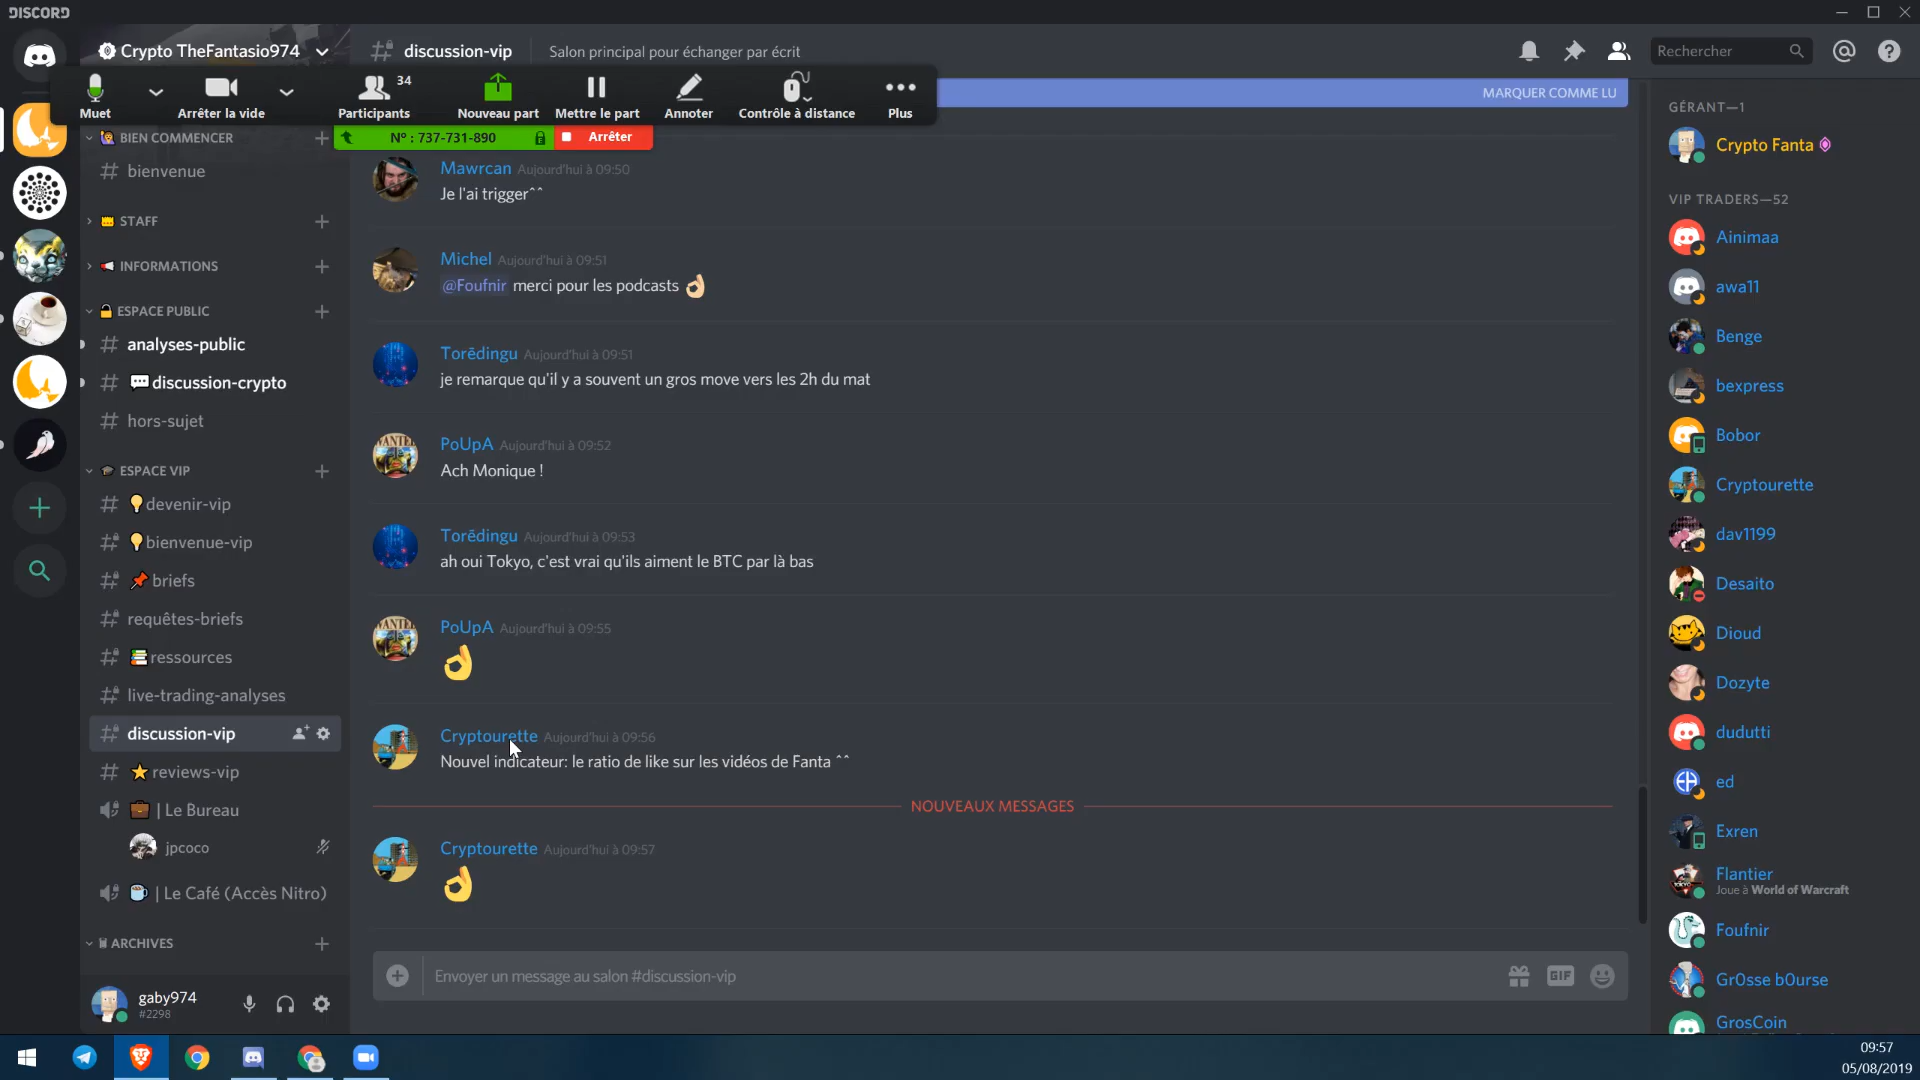 DISCORD
Crypto TheFantasio974
discussion-vip
Salon principal pour échanger par écrit
Rechercher
Muet
Arrêter la vide
34
Participants
Nouveau part
Mettre le part
Annoter
Contrôle à distance
Plus
N° : 737-731-890
Arrêter
MARQUER COMME LU
BIEN COMMENCER
bienvenue
STAFF
INFORMATIONS
ESPACE PUBLIC
analyses-public
discussion-crypto
hors-sujet
ESPACE VIP
devenir-vip
bienvenue-vip
briefs
requêtes-briefs
ressources
live-trading-analyses
discussion-vip
reviews-vip
| Le Bureau
jpcoco
| Le Café (Accès Nitro)
ARCHIVES
gaby974
#2298
Mawrcan Aujourd'hui à 09:50
Je l'ai trigger^^
Michel Aujourd'hui à 09:51
@Foufnir merci pour les podcasts 👌🏼
Torēdingu Aujourd'hui à 09:51
je remarque qu'il y a souvent un gros move vers les 2h du mat
PoUpA Aujourd'hui à 09:52
Ach Monique !
Torēdingu Aujourd'hui à 09:53
ah oui Tokyo, c'est vrai qu'ils aiment le BTC par là bas
PoUpA Aujourd'hui à 09:55
👌
Cryptourette Aujourd'hui à 09:56
Nouvel indicateur: le ratio de like sur les vidéos de Fanta ^^
NOUVEAUX MESSAGES
Cryptourette Aujourd'hui à 09:57
👌
Envoyer un message au salon #discussion-vip
GIF
GÉRANT—1
Crypto Fanta
VIP TRADERS—52
Ainimaa
awa11
Benge
bexpress
Bobor
Cryptourette
dav1199
Desaito
Dioud
Dozyte
dudutti
ed
Exren
Flantier
Joue à World of Warcraft
Foufnir
Gr0sse b0urse
GrosCoin
09:57
05/08/2019